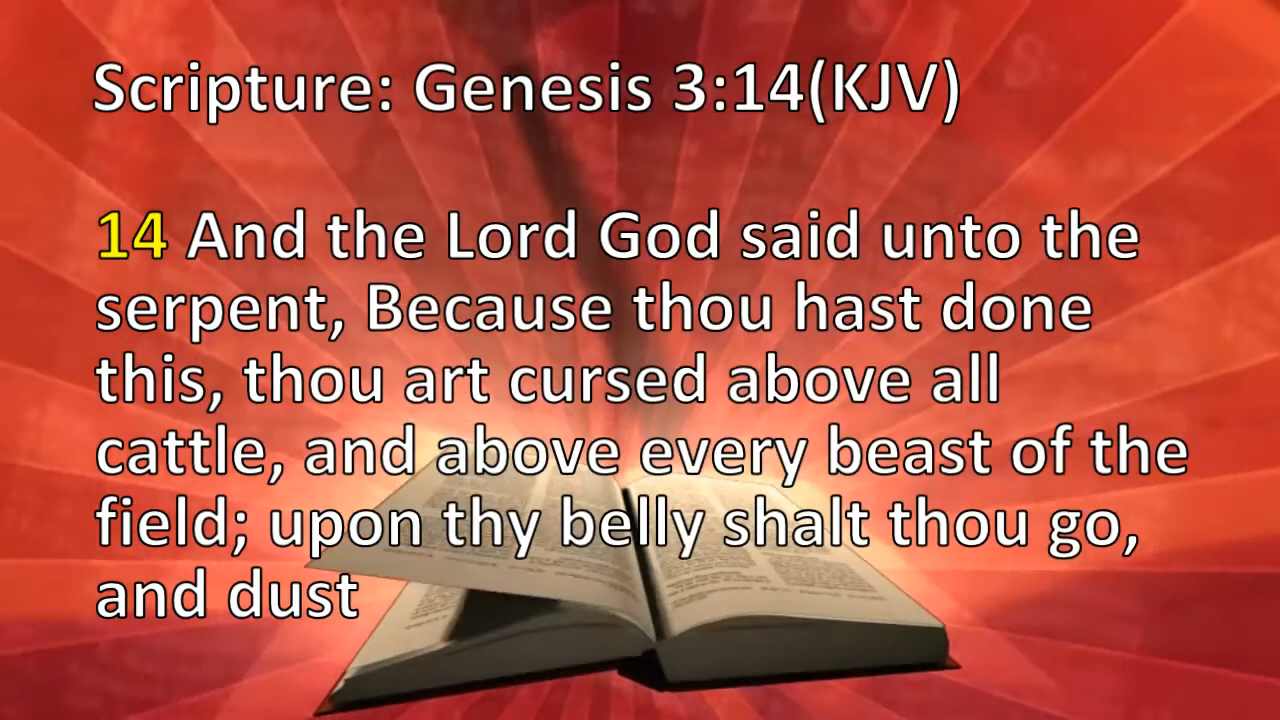 Scripture: Genesis 3:14(KJV)
14 And the Lord God said unto the
serpent, Because thou hast done
this, thou art cursed above all
cattle, and above every beast of the
field; upon thy belly shalt thou go,
and dust